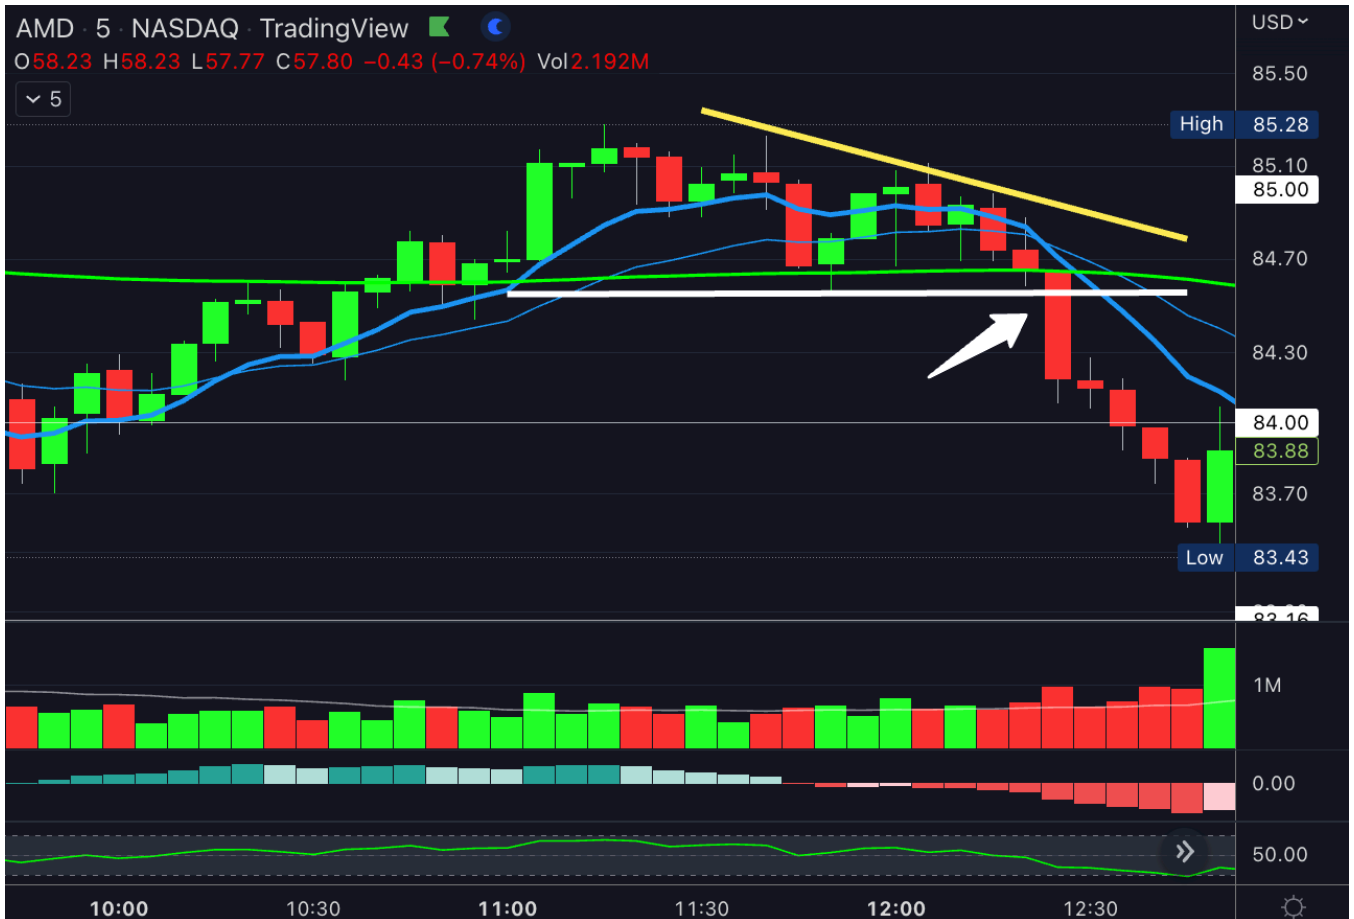 AMD · 5 · NASDAQ · TradingView
USD
O58.23 H58.23 L57.77 C57.80 −0.43 (−0.74%) Vol2.192M
5
85.50
High 85.28
85.10
85.00
84.70
84.30
84.00
83.88
83.70
Low 83.43
83.16
1M
0.00
50.00
10:00 10:30 11:00 11:30 12:00 12:30